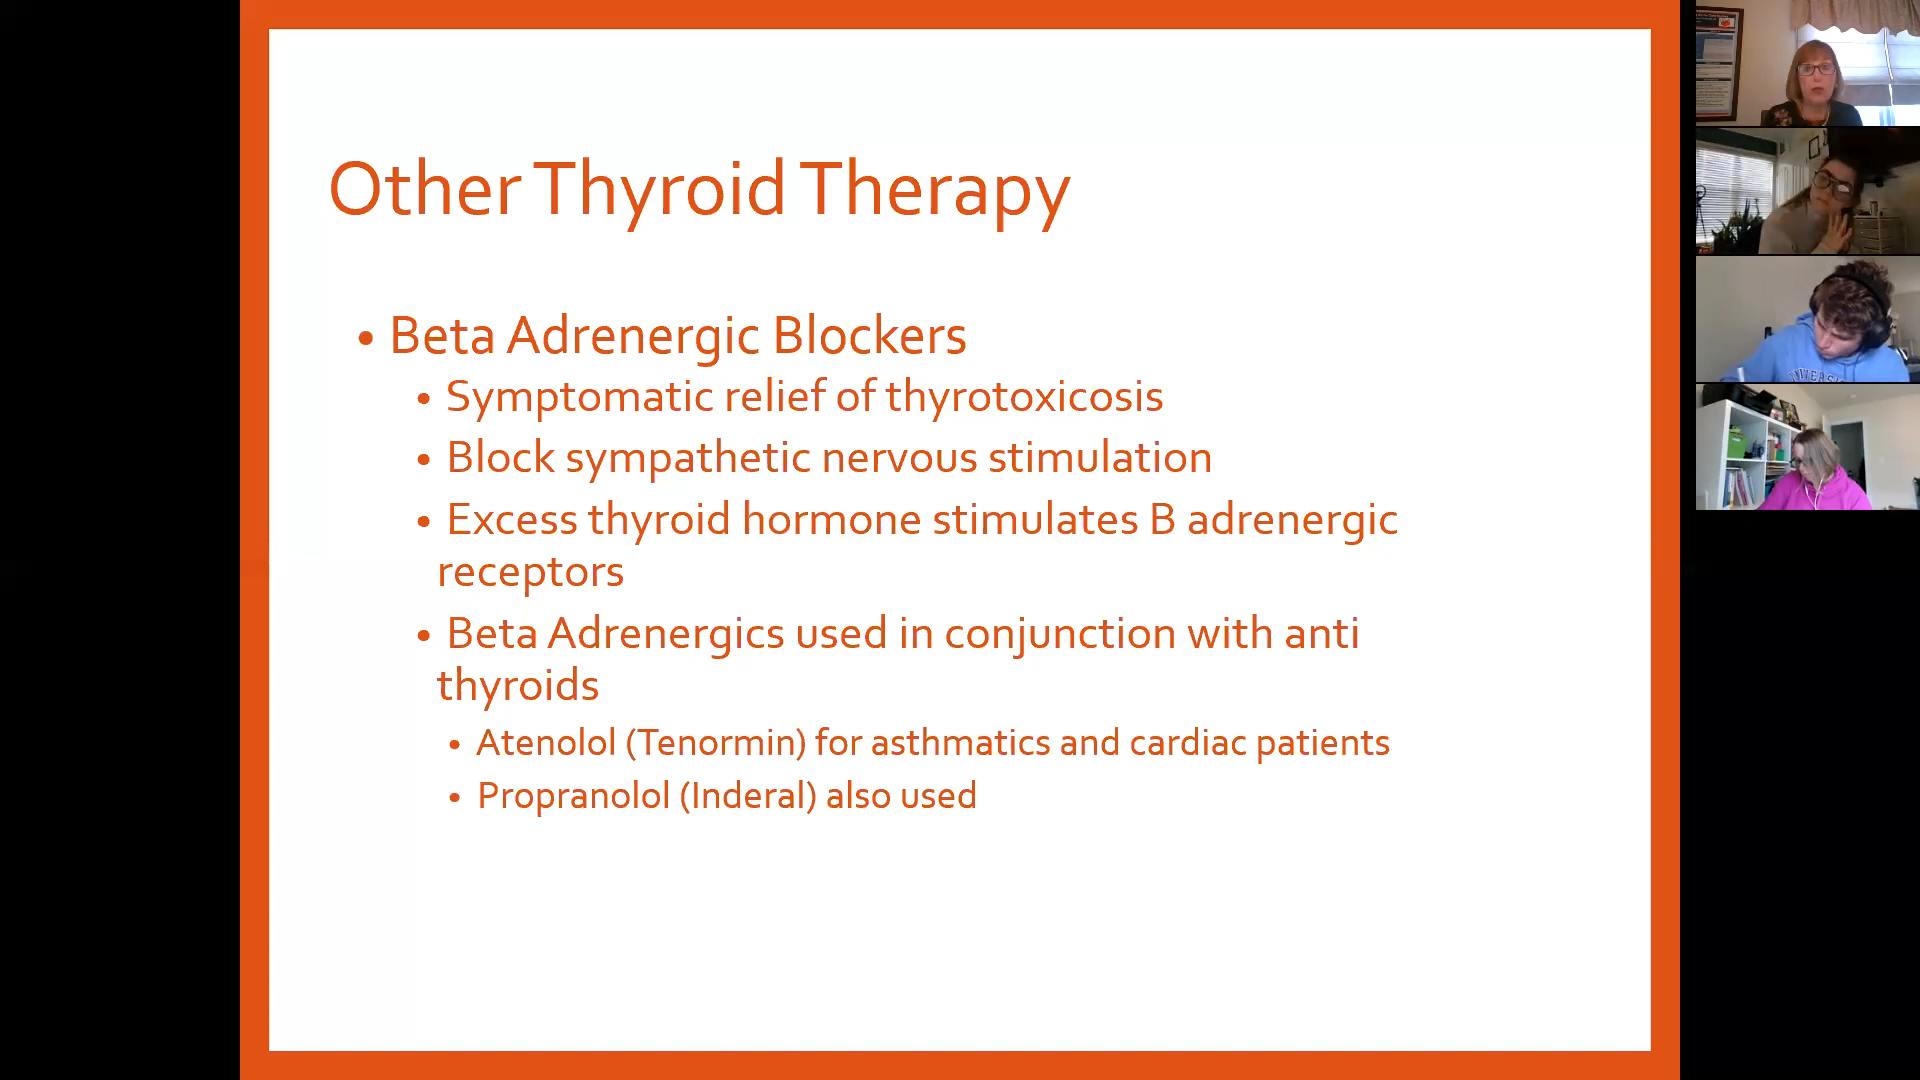 Other Thyroid Therapy
• Beta Adrenergic Blockers
• Symptomatic relief of thyrotoxicosis
• Block sympathetic nervous stimulation
• Excess thyroid hormone stimulates B adrenergic
receptors
• Beta Adrenergics used in conjunction with anti
thyroids
• Atenolol (Tenormin) for asthmatics and cardiac patients
• Propranolol (Inderal) also used